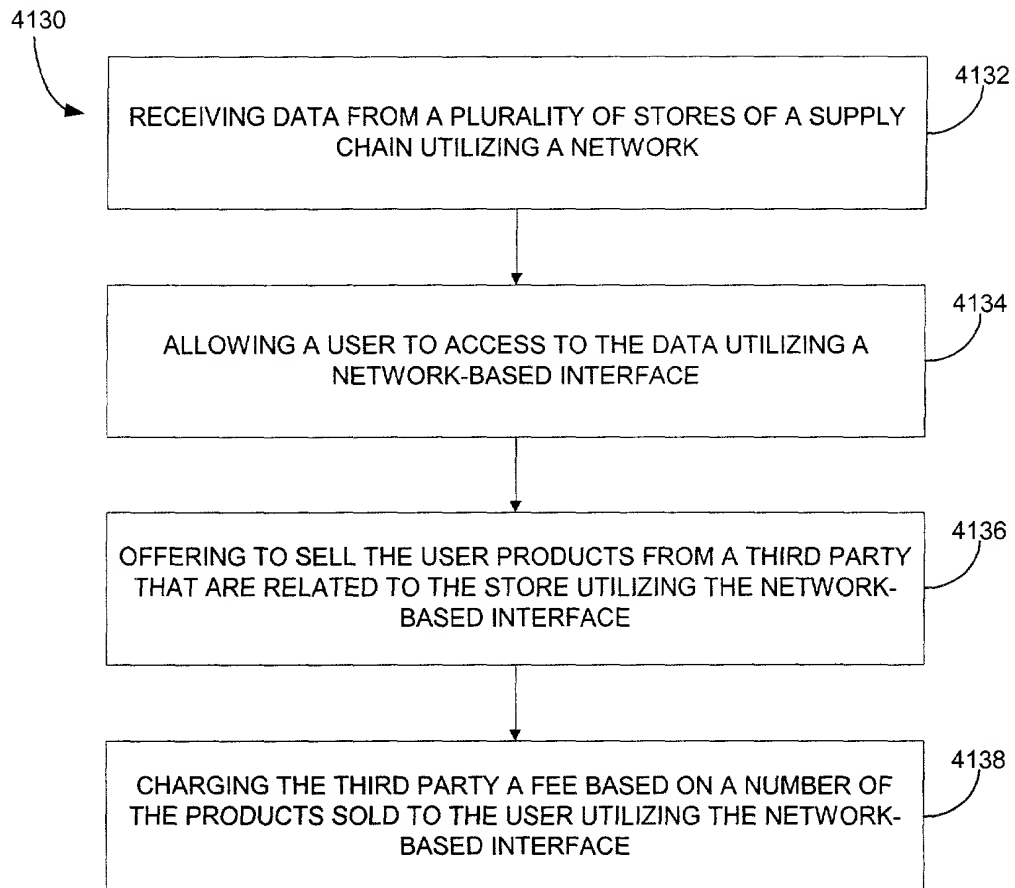 4130
4132
RECEIVING DATA FROM A PLURALITY OF STORES OF A SUPPLY
CHAIN UTILIZING A NETWORK
4134
ALLOWING A USER TO ACCESS TO THE DATA UTILIZING A
NETWORK-BASED INTERFACE
4136
OFFERING TO SELL THE USER PRODUCTS FROM A THIRD PARTY
THAT ARE RELATED TO THE STORE UTILIZING THE NETWORK-
BASED INTERFACE
4138
CHARGING THE THIRD PARTY A FEE BASED ON A NUMBER OF
THE PRODUCTS SOLD TO THE USER UTILIZING THE NETWORK-
BASED INTERFACE